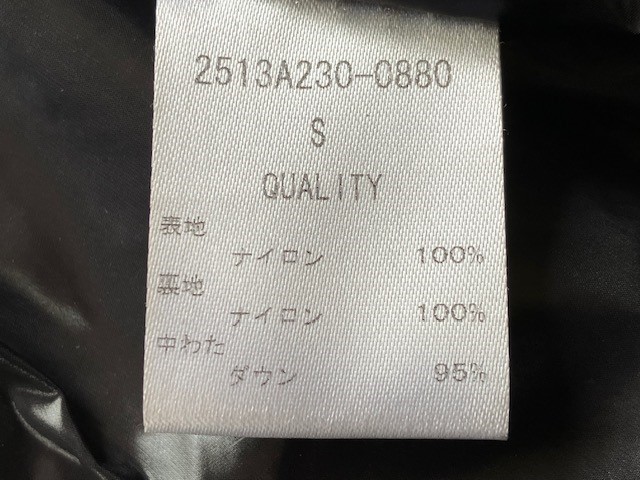 2513A230-0880
S
QUALITY
表地
ナイロン 100%
裏地
ナイロン 100%
中わた
ダウン 95%